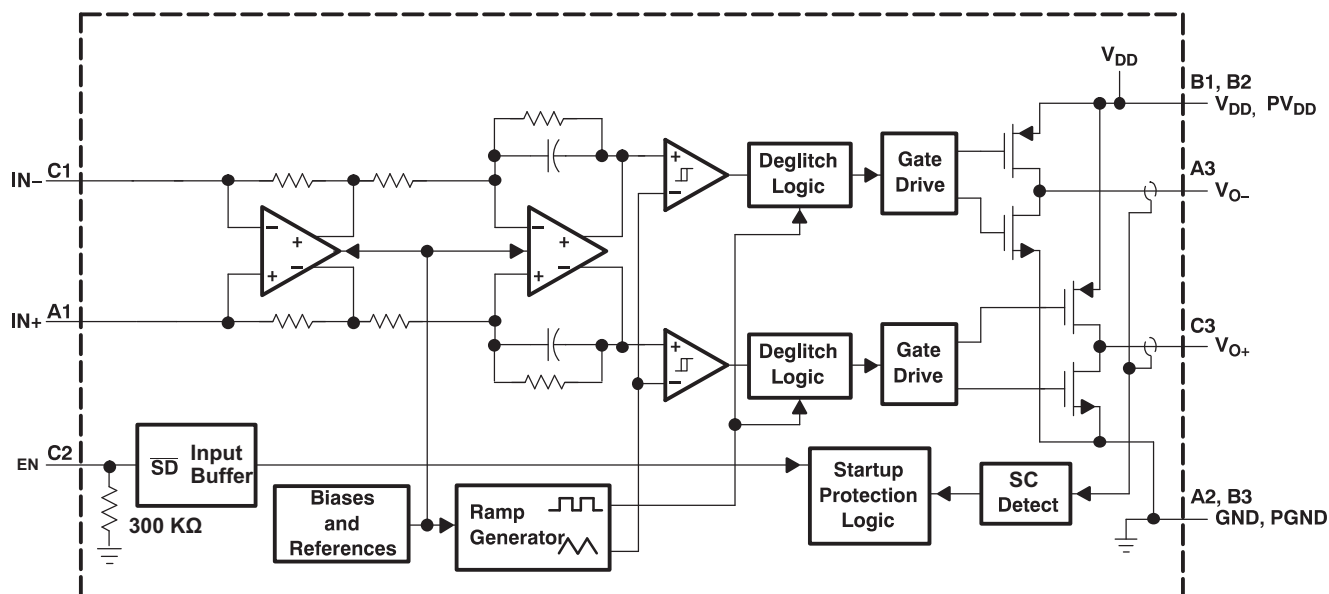 V_DD
B1, B2
V_DD, PV_DD
IN– C1
+
–
Deglitch
Logic
Gate
Drive
A3
V_O–
–
+
+
–
–
+
+
–
IN+ A1
+
–
Deglitch
Logic
Gate
Drive
C3
V_O+
EN C2
SD Input
Buffer
300 KΩ
Biases
and
References
Ramp
Generator
Startup
Protection
Logic
SC
Detect
A2, B3
GND, PGND